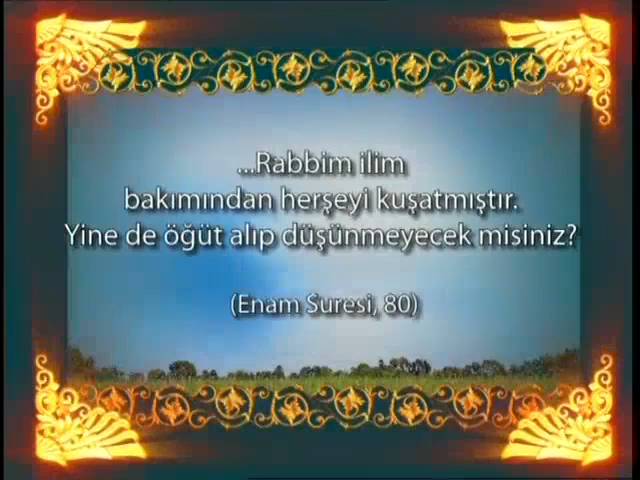 ...Rabbim ilim
bakımından herşeyi kuşatmıştır.
Yine de öğüt alıp düşünmeyecek misiniz?
(Enam Suresi, 80)